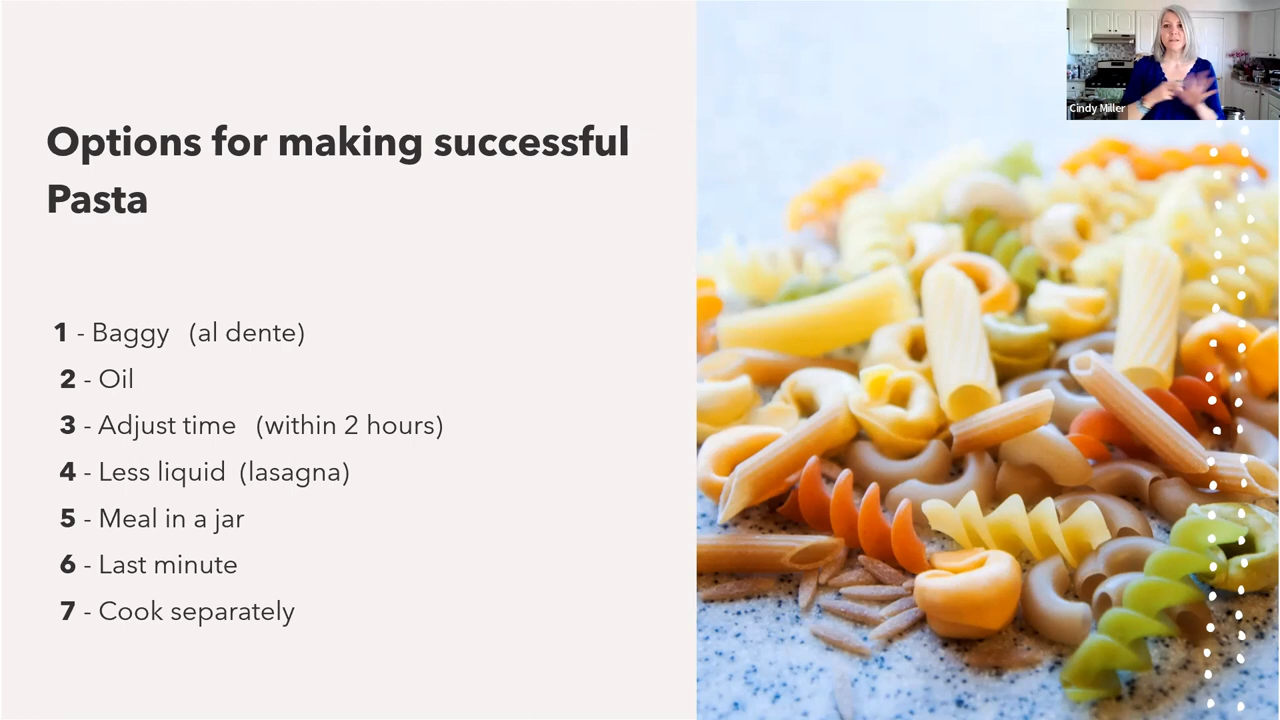 Cindy Miller
Options for making successful
Pasta
1 - Baggy (al dente)
2 - Oil
3 - Adjust time (within 2 hours)
4 - Less liquid (lasagna)
5 - Meal in a jar
6 - Last minute
7 - Cook separately